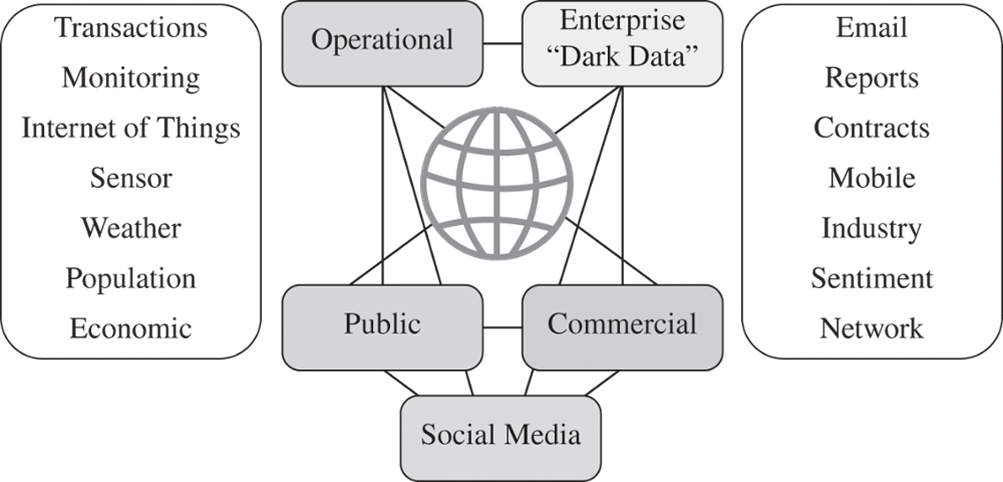 Transactions
Monitoring
Internet of Things
Sensor
Weather
Population
Economic
Operational
Enterprise
“Dark Data”
Public
Commercial
Social Media
Email
Reports
Contracts
Mobile
Industry
Sentiment
Network